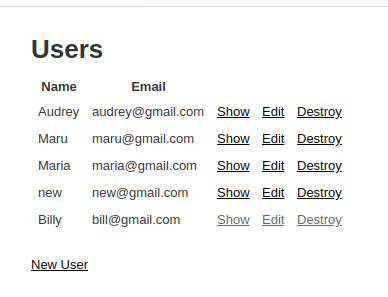 Users
Name Email
Audrey audrey@gmail.com Show Edit Destroy
Maru maru@gmail.com Show Edit Destroy
Maria maria@gmail.com Show Edit Destroy
new new@gmail.com Show Edit Destroy
Billy bill@gmail.com Show Edit Destroy
New User